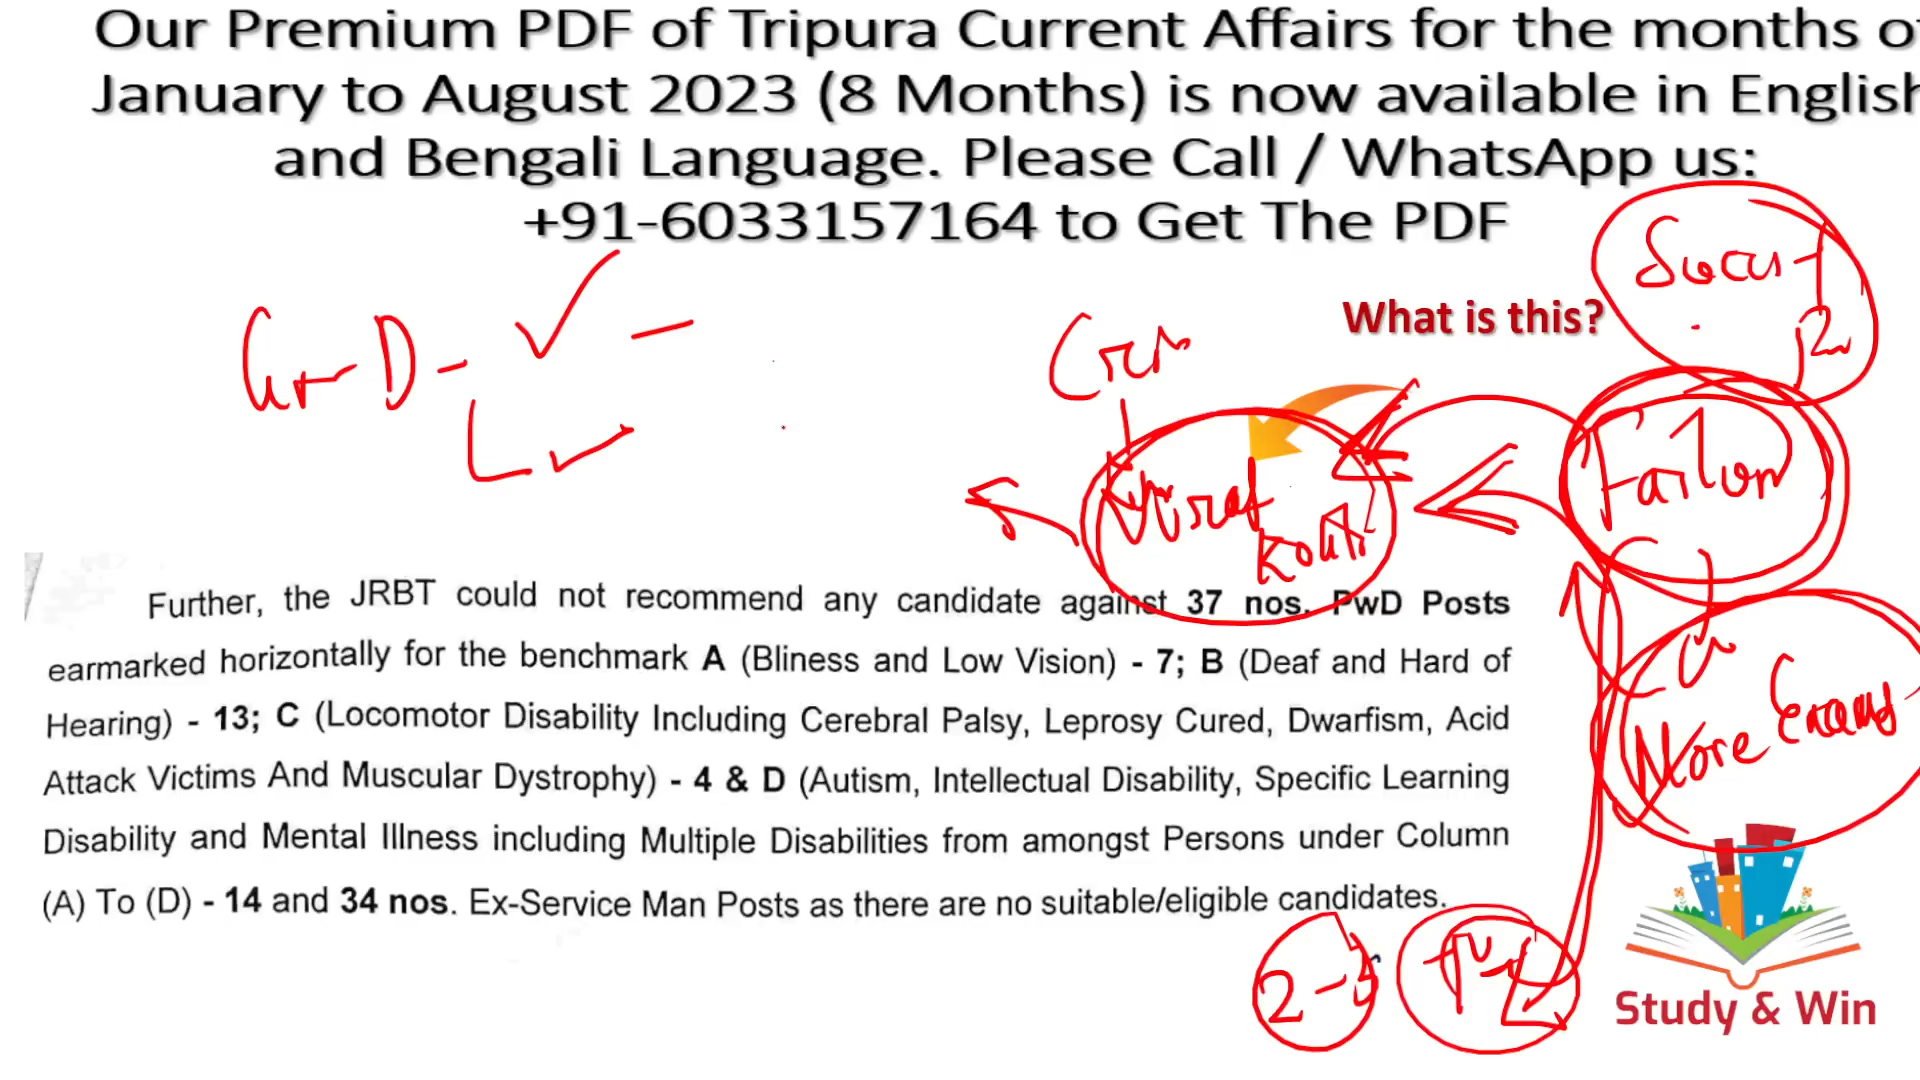 Our Premium PDF of Tripura Current Affairs for the months of
January to August 2023 (8 Months) is now available in English
and Bengali Language. Please Call / WhatsApp us:
+91-6033157164 to Get The PDF
What is this?
Gr-D-
Virat
Kohli
More Exams
Further, the JRBT could not recommend any candidate against 37 nos. PwD Posts
earmarked horizontally for the benchmark A (Bliness and Low Vision) - 7; B (Deaf and Hard of
Hearing) - 13; C (Locomotor Disability Including Cerebral Palsy, Leprosy Cured, Dwarfism, Acid
Attack Victims And Muscular Dystrophy) - 4 & D (Autism, Intellectual Disability, Specific Learning
Disability and Mental Illness including Multiple Disabilities from amongst Persons under Column
(A) To (D) - 14 and 34 nos. Ex-Service Man Posts as there are no suitable/eligible candidates.
Study & Win